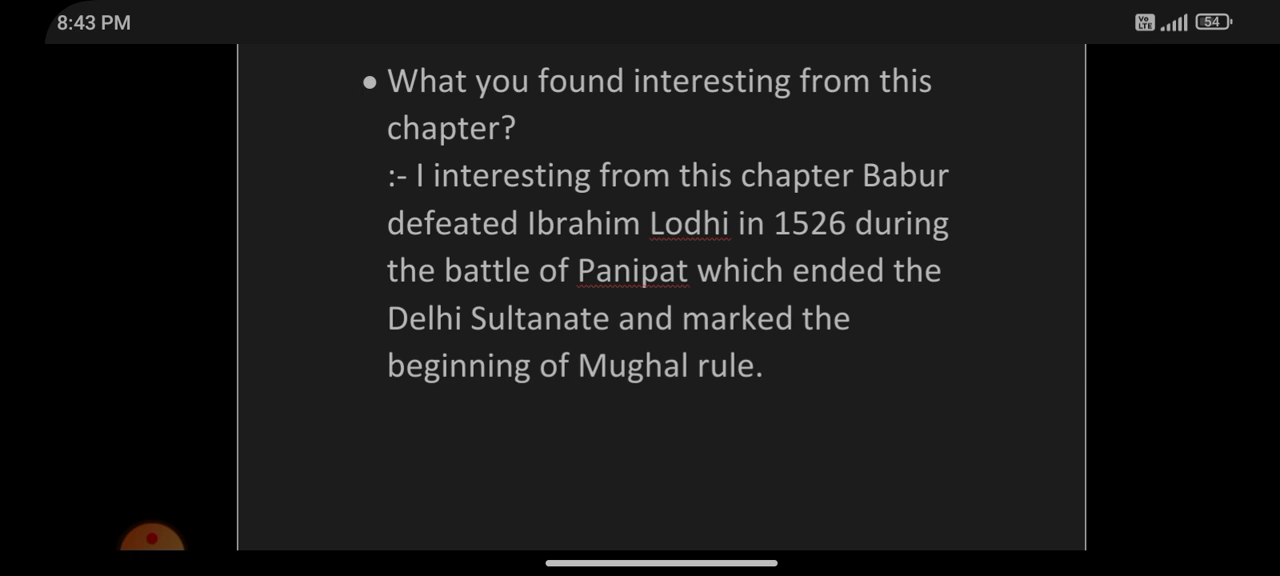 8:43 PM
Vo LTE 54
● What you found interesting from this
chapter?
:- I interesting from this chapter Babur
defeated Ibrahim Lodhi in 1526 during
the battle of Panipat which ended the
Delhi Sultanate and marked the
beginning of Mughal rule.